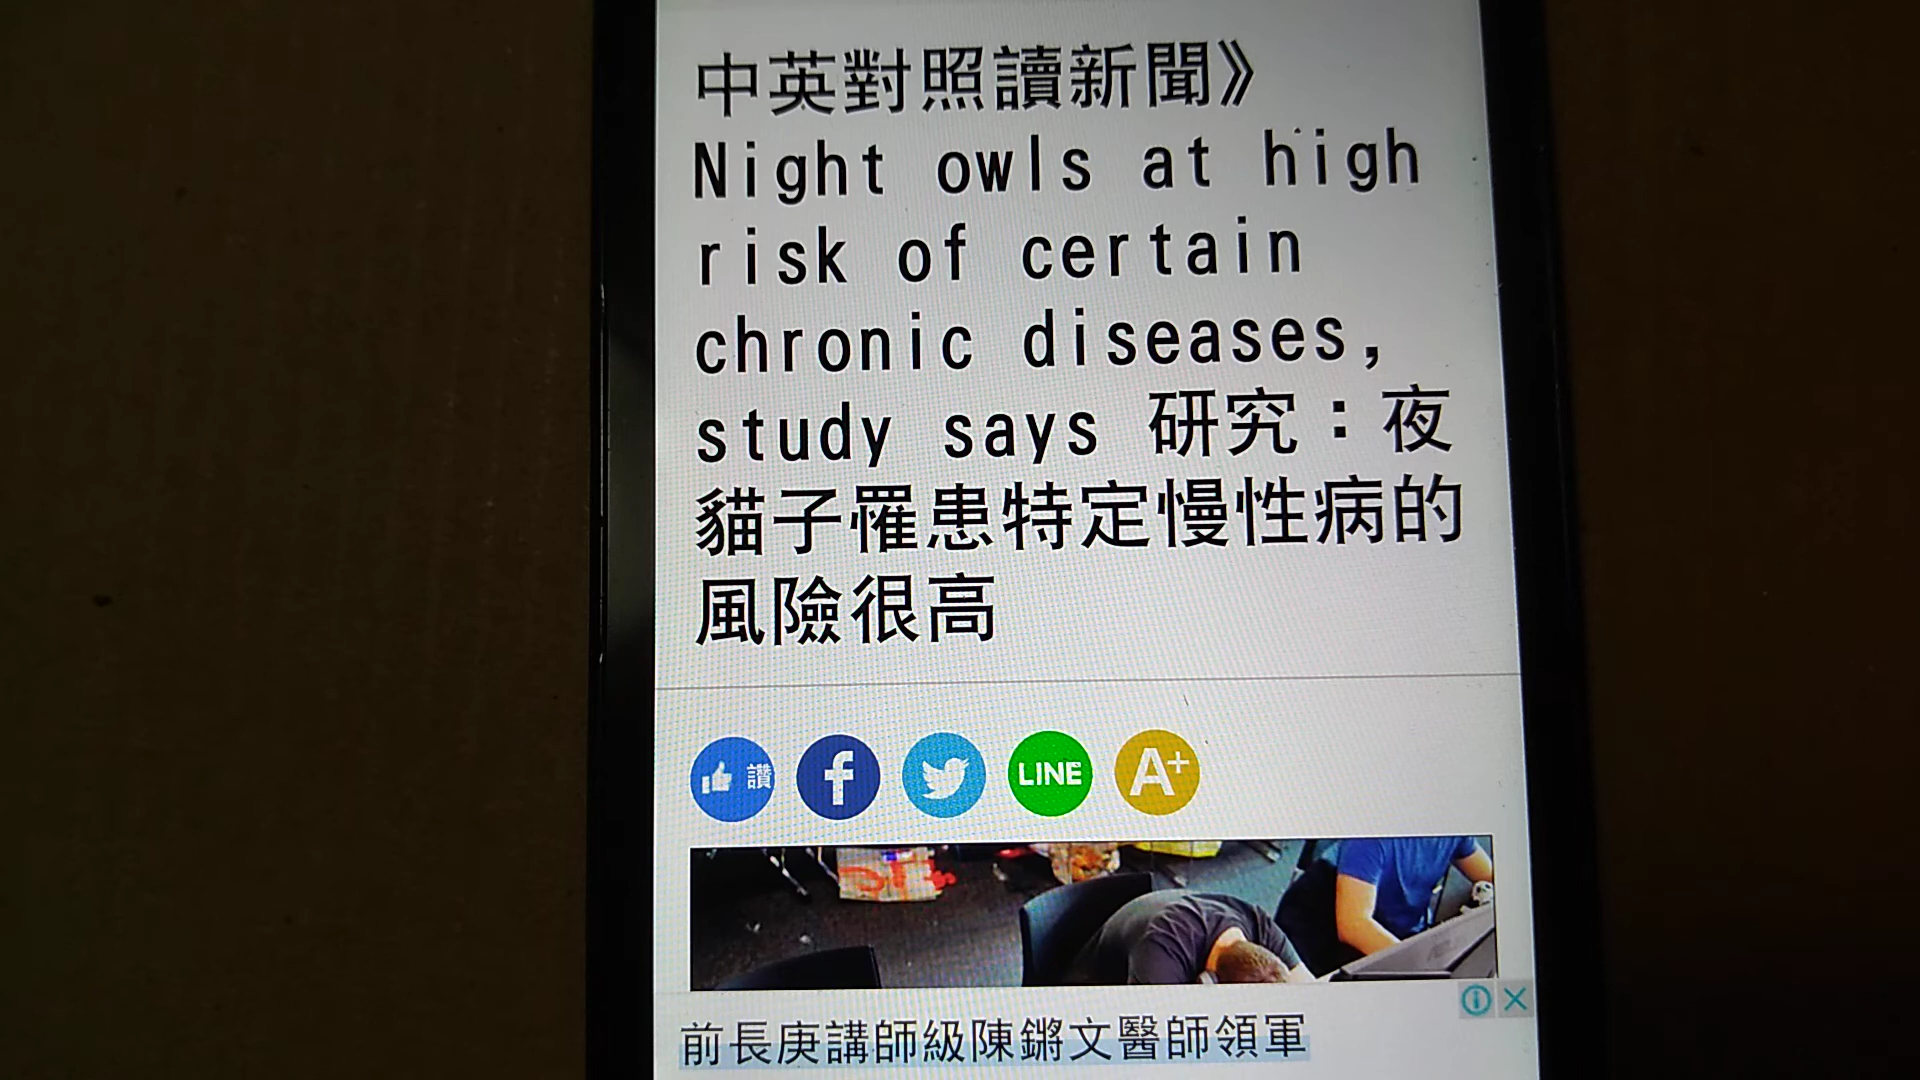 中英對照讀新聞》
Night owls at high
risk of certain
chronic diseases,
study says 研究：夜
貓子罹患特定慢性病的
風險很高
讚
f
LINE
A+
前長庚講師級陳鏘文醫師領軍